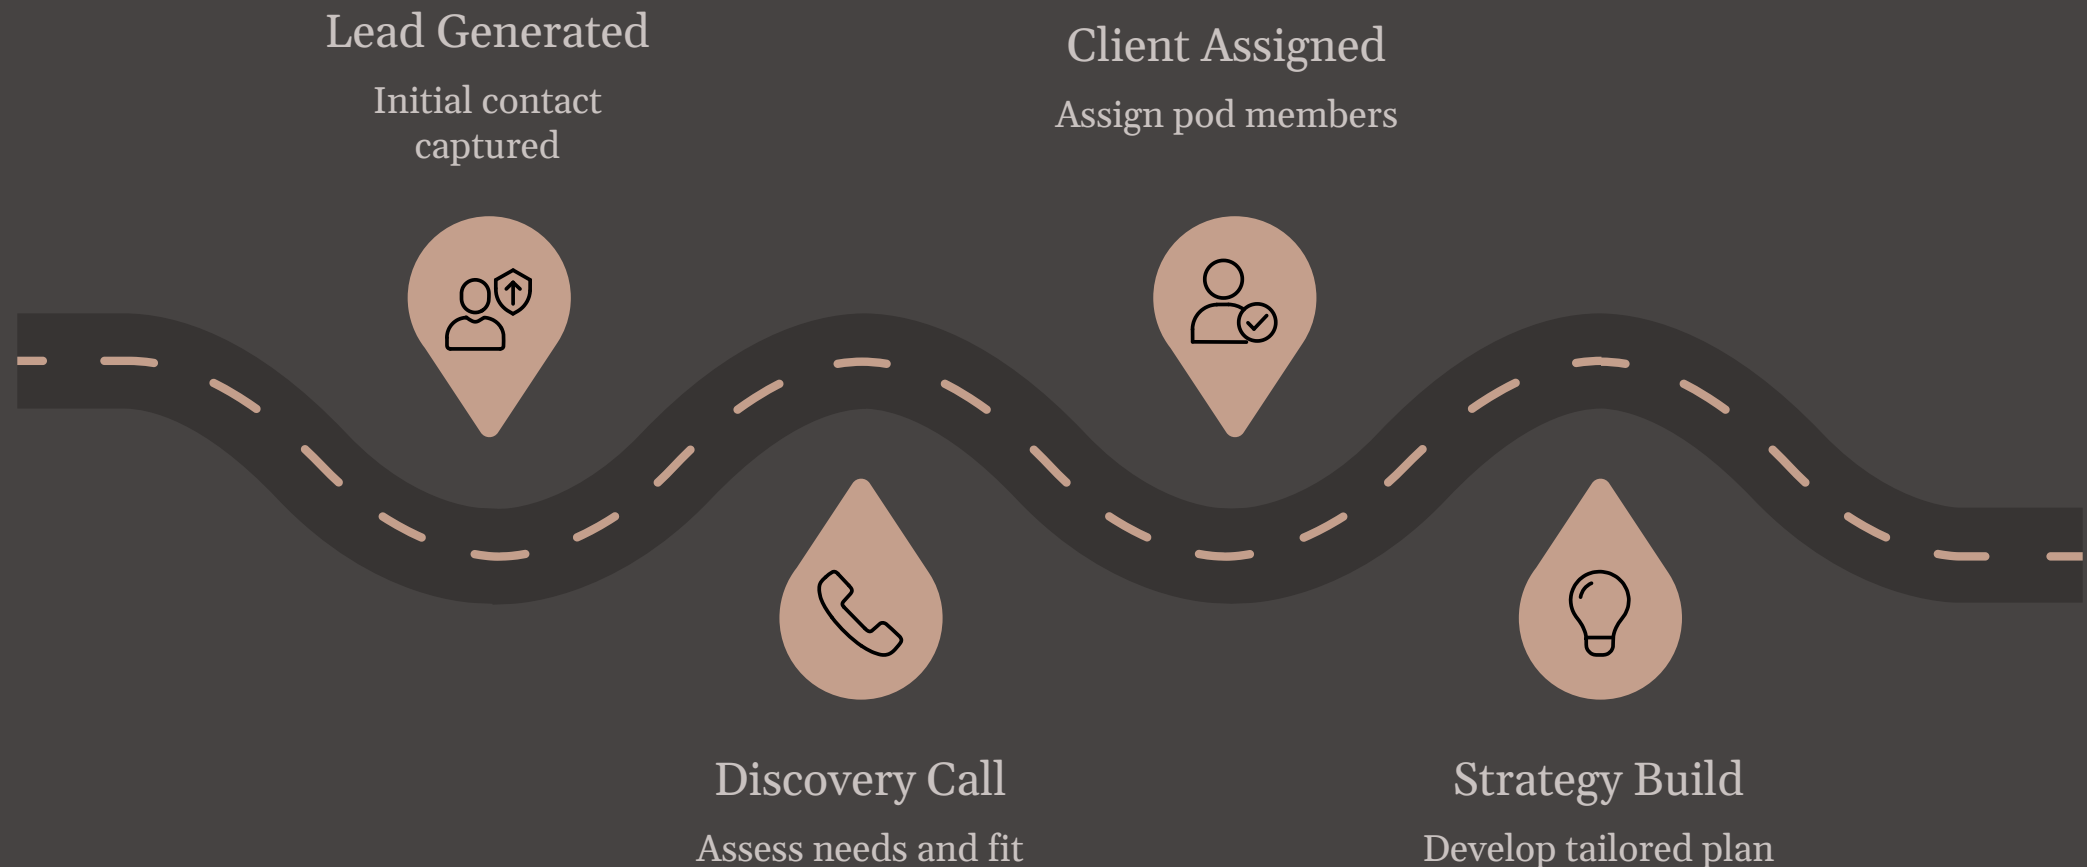 Lead Generated
Initial contact
captured
Discovery Call
Assess needs and fit
Client Assigned
Assign pod members
Strategy Build
Develop tailored plan